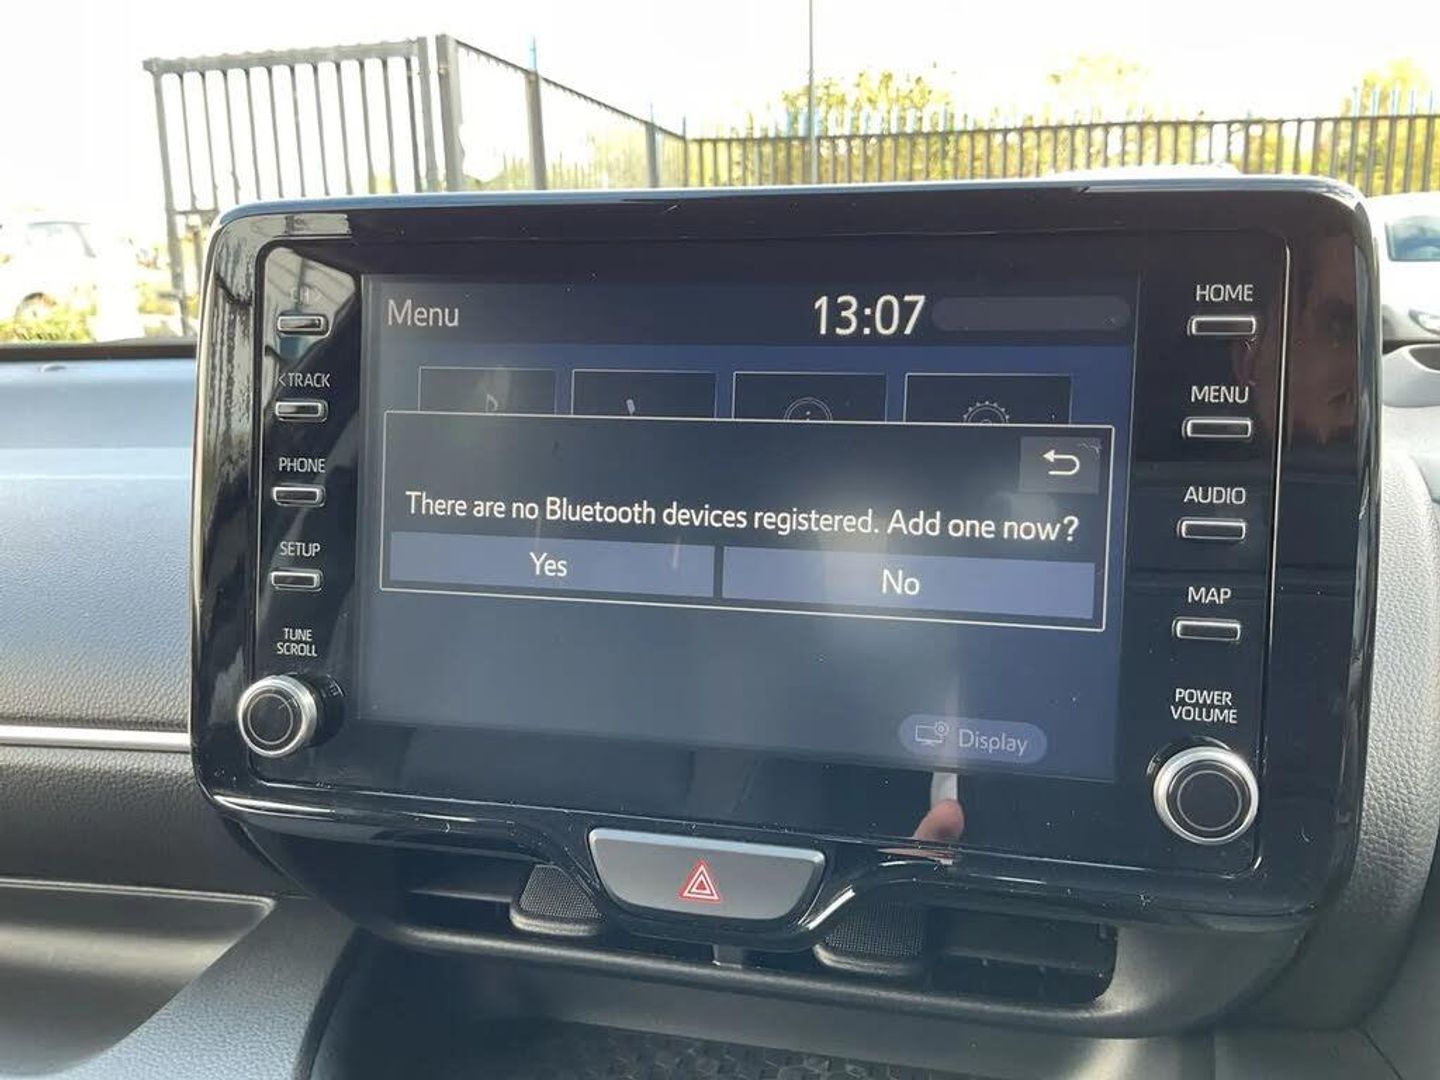 Menu
13:07
HOME
< TRACK
MENU
PHONE
There are no Bluetooth devices registered. Add one now?
AUDIO
Yes
No
SETUP
MAP
TUNE
SCROLL
POWER
VOLUME
Display